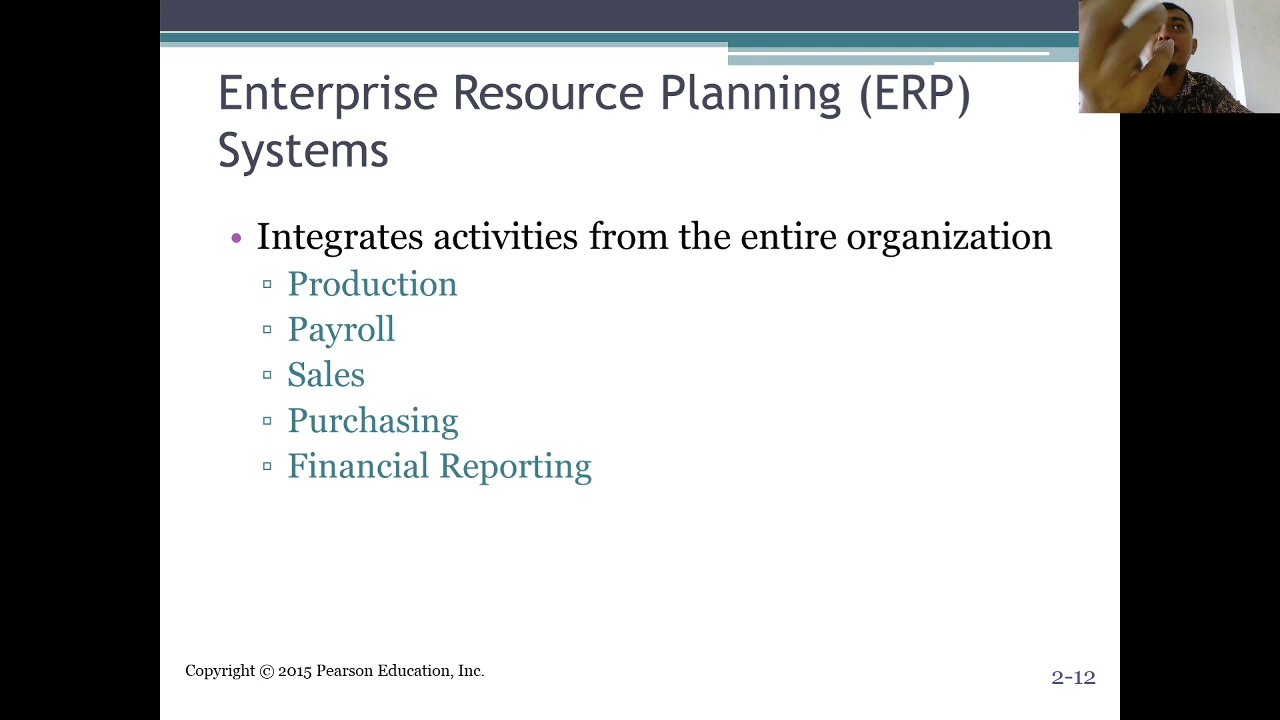 Enterprise Resource Planning (ERP)
Systems
• Integrates activities from the entire organization
▫ Production
▫ Payroll
▫ Sales
▫ Purchasing
▫ Financial Reporting
Copyright © 2015 Pearson Education, Inc.
2-12